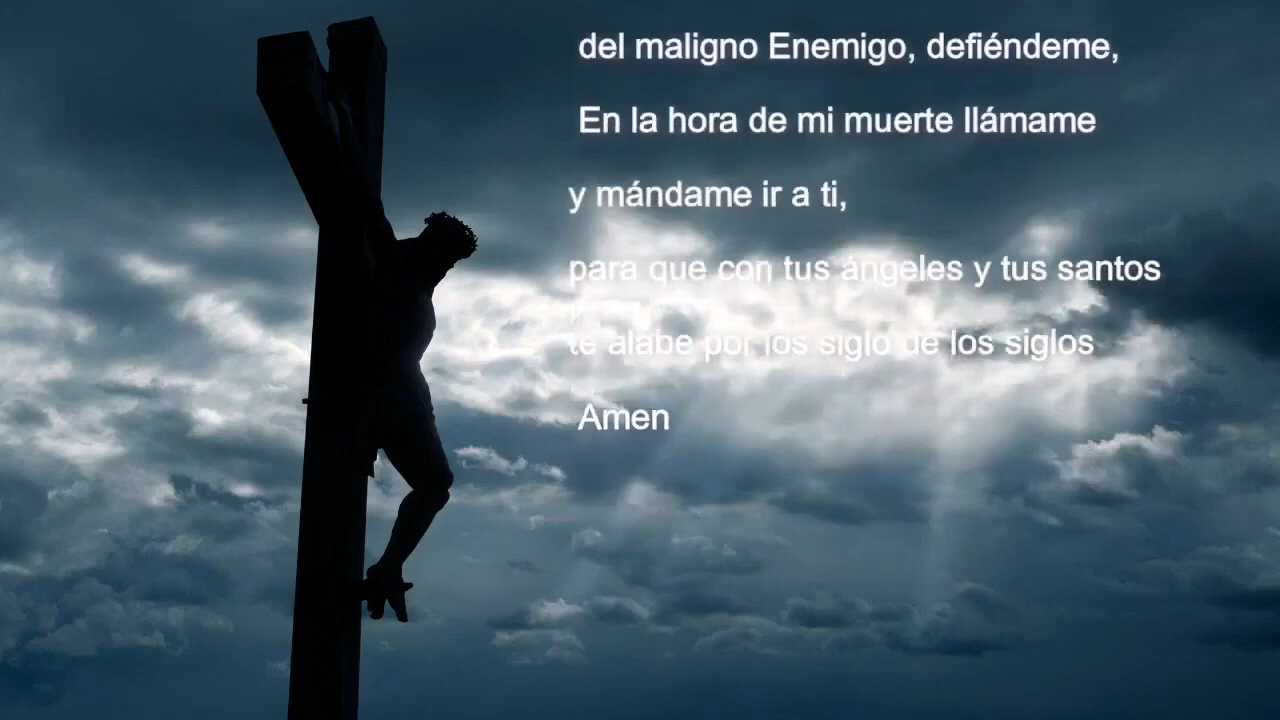 del maligno Enemigo, defiéndeme,
En la hora de mi muerte llámame
y mándame ir a ti,
para que con tus ángeles y tus santos
te alabe por los siglo de los siglos
Amen